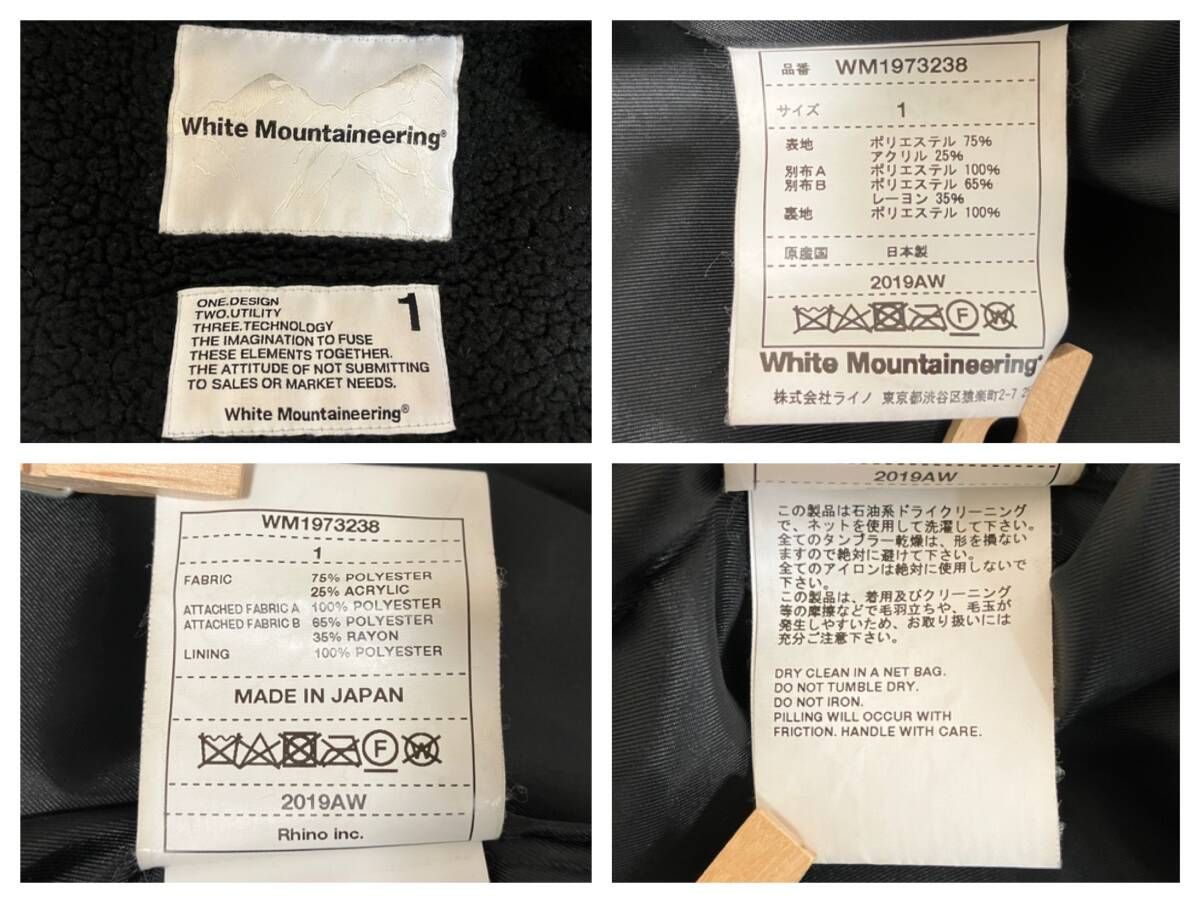 White Mountaineering®
ONE.DESIGN 1
TWO.UTILITY
THREE.TECHNOLOGY
THE IMAGINATION TO FUSE
THESE ELEMENTS TOGETHER.
THE ATTITUDE OF NOT SUBMITTING
TO SALES OR MARKET NEEDS.
White Mountaineering®
品番 WM1973238
サイズ 1
表地 ポリエステル 75%
アクリル 25%
別布A ポリエステル 100%
別布B ポリエステル 65%
レーヨン 35%
裏地 ポリエステル 100%
原産国 日本製
2019AW
F W
White Mountaineering®
株式会社ライノ 東京都渋谷区猿楽町2-7
WM1973238
1
FABRIC 75% POLYESTER
25% ACRYLIC
ATTACHED FABRIC A 100% POLYESTER
ATTACHED FABRIC B 65% POLYESTER
35% RAYON
LINING 100% POLYESTER
MADE IN JAPAN
F W
2019AW
Rhino inc.
2019AW
この製品は石油系ドライクリーニング
で、ネットを使用して洗濯して下さい。
全てのタンブラー乾燥は、形を損ない
ますので絶対に避けて下さい。
全てのアイロンは絶対に使用しないで
下さい。
この製品は、着用及びクリーニング
等の摩擦などで毛羽立ちや、毛玉が
発生しやすいため、お取り扱いには
充分ご注意下さい。
DRY CLEAN IN A NET BAG.
DO NOT TUMBLE DRY.
DO NOT IRON.
PILLING WILL OCCUR WITH
FRICTION. HANDLE WITH CARE.